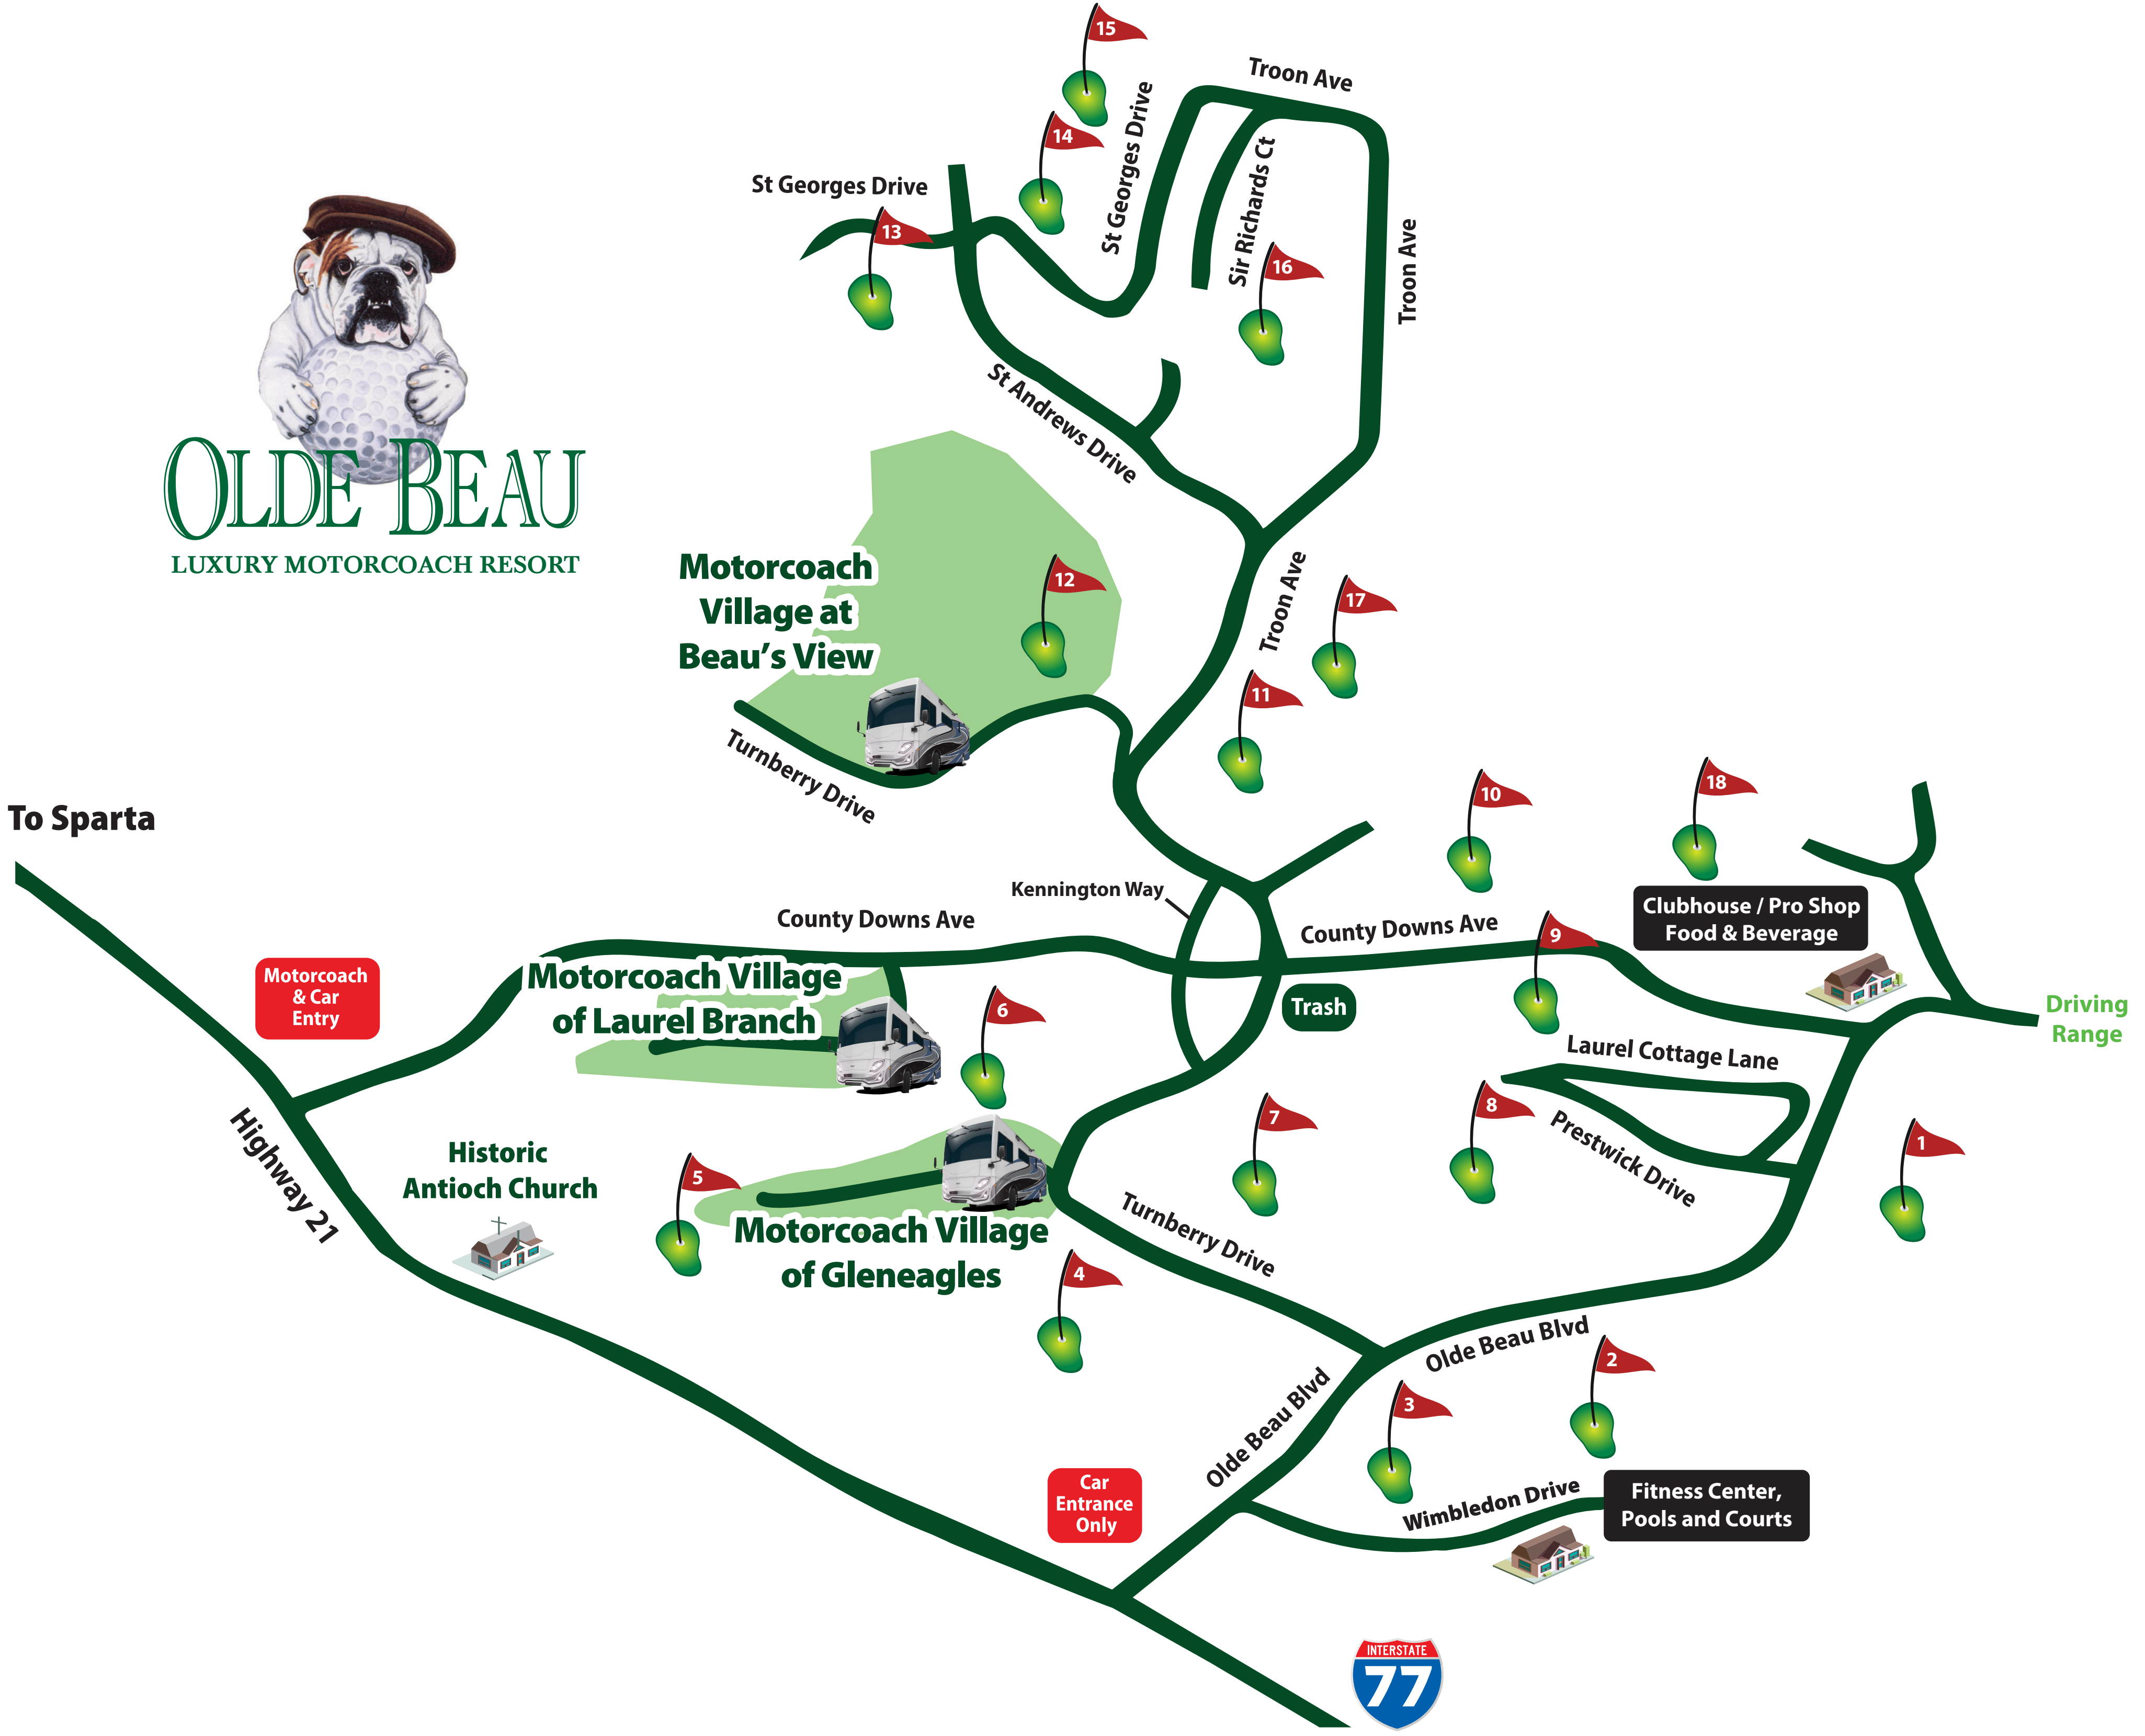 15
Troon Ave
14
St Georges Drive
St Georges Drive
13
Sir Richards Ct
16
Troon Ave
St Andrews Drive
OLDE BEAU
LUXURY MOTORCOACH RESORT
Motorcoach
Village at
Beau's View
12
Troon Ave
17
11
Turnberry Drive
10
18
To Sparta
Kennington Way
County Downs Ave
County Downs Ave
9
Clubhouse / Pro Shop
Food & Beverage
Motorcoach
& Car
Entry
Motorcoach Village
of Laurel Branch
6
Trash
Driving
Range
Laurel Cottage Lane
8
7
Prestwick Drive
1
Highway 21
Historic
Antioch Church
5
Motorcoach Village
of Gleneagles
Turnberry Drive
4
Olde Beau Blvd
2
3
Olde Beau Blvd
Car
Entrance
Only
Wimbledon Drive
Fitness Center,
Pools and Courts
INTERSTATE
77